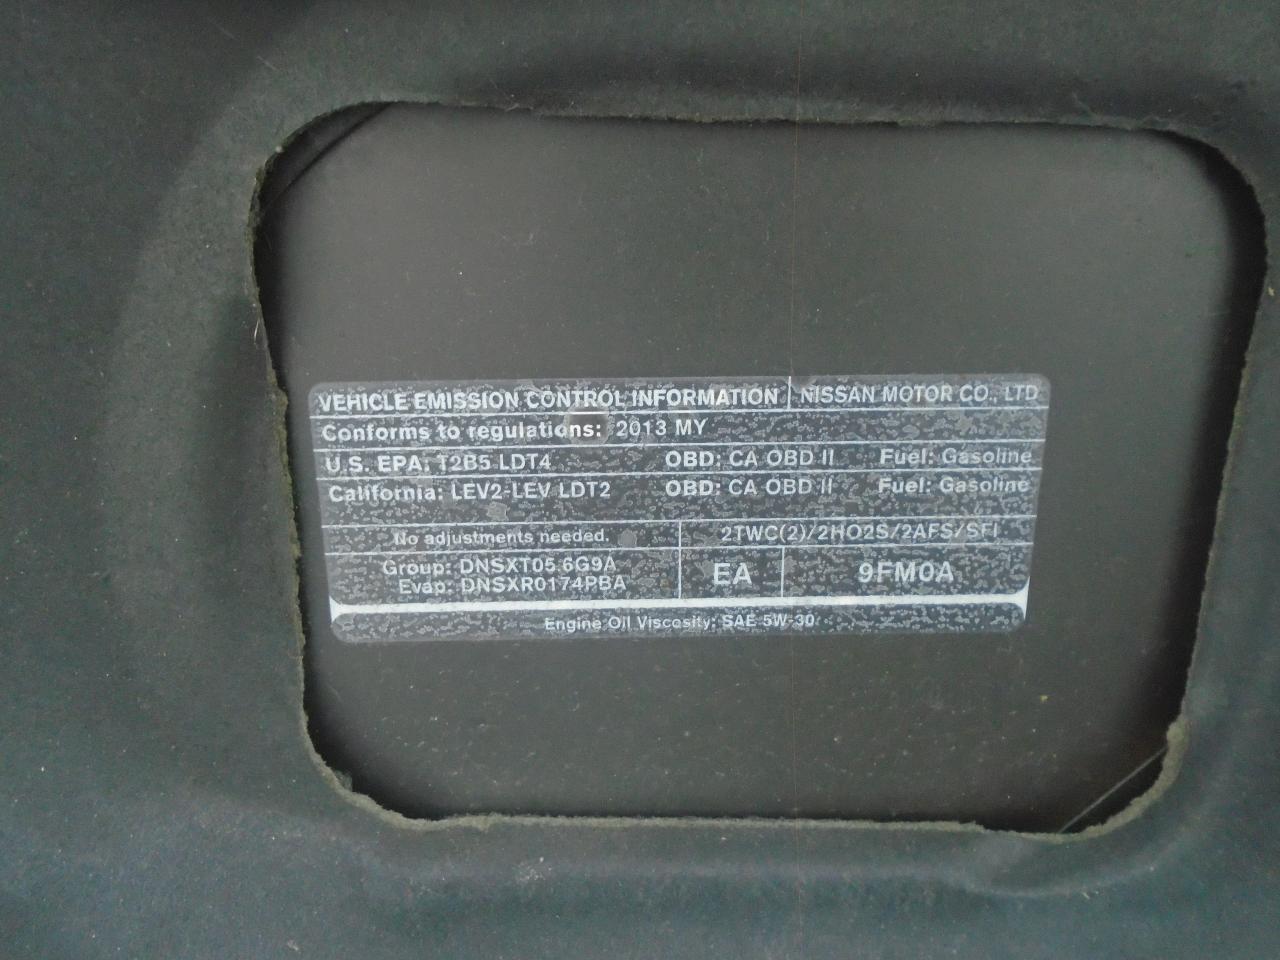 VEHICLE EMISSION CONTROL INFORMATION NISSAN MOTOR CO., LTD
Conforms to regulations: 2013 MY
U.S. EPA: T2B5 LDT4 OBD: CA OBD II Fuel: Gasoline
California: LEV2-LEV LDT2 OBD: CA OBD II Fuel: Gasoline
No adjustments needed. 2TWC(2)/2HO2S/2AFS/SFI
Group: DNSXT05.6G9A
Evap: DNSXR0174PBA
EA 9FM0A
Engine Oil Viscosity: SAE 5W-30